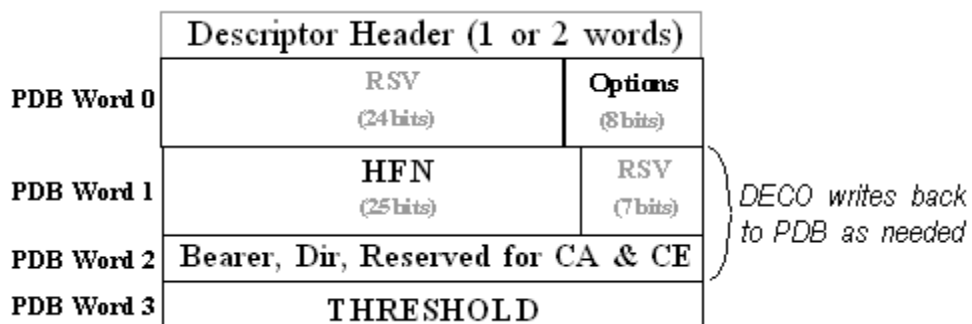 Descriptor Header (1 or 2 words)
PDB Word 0
RSV
(24 bits)
Options
(8 bits)
PDB Word 1
HFN
(25 bits)
RSV
(7 bits)
DECO writes back
to PDB as needed
PDB Word 2
Bearer, Dir, Reserved for CA & CE
PDB Word 3
THRESHOLD